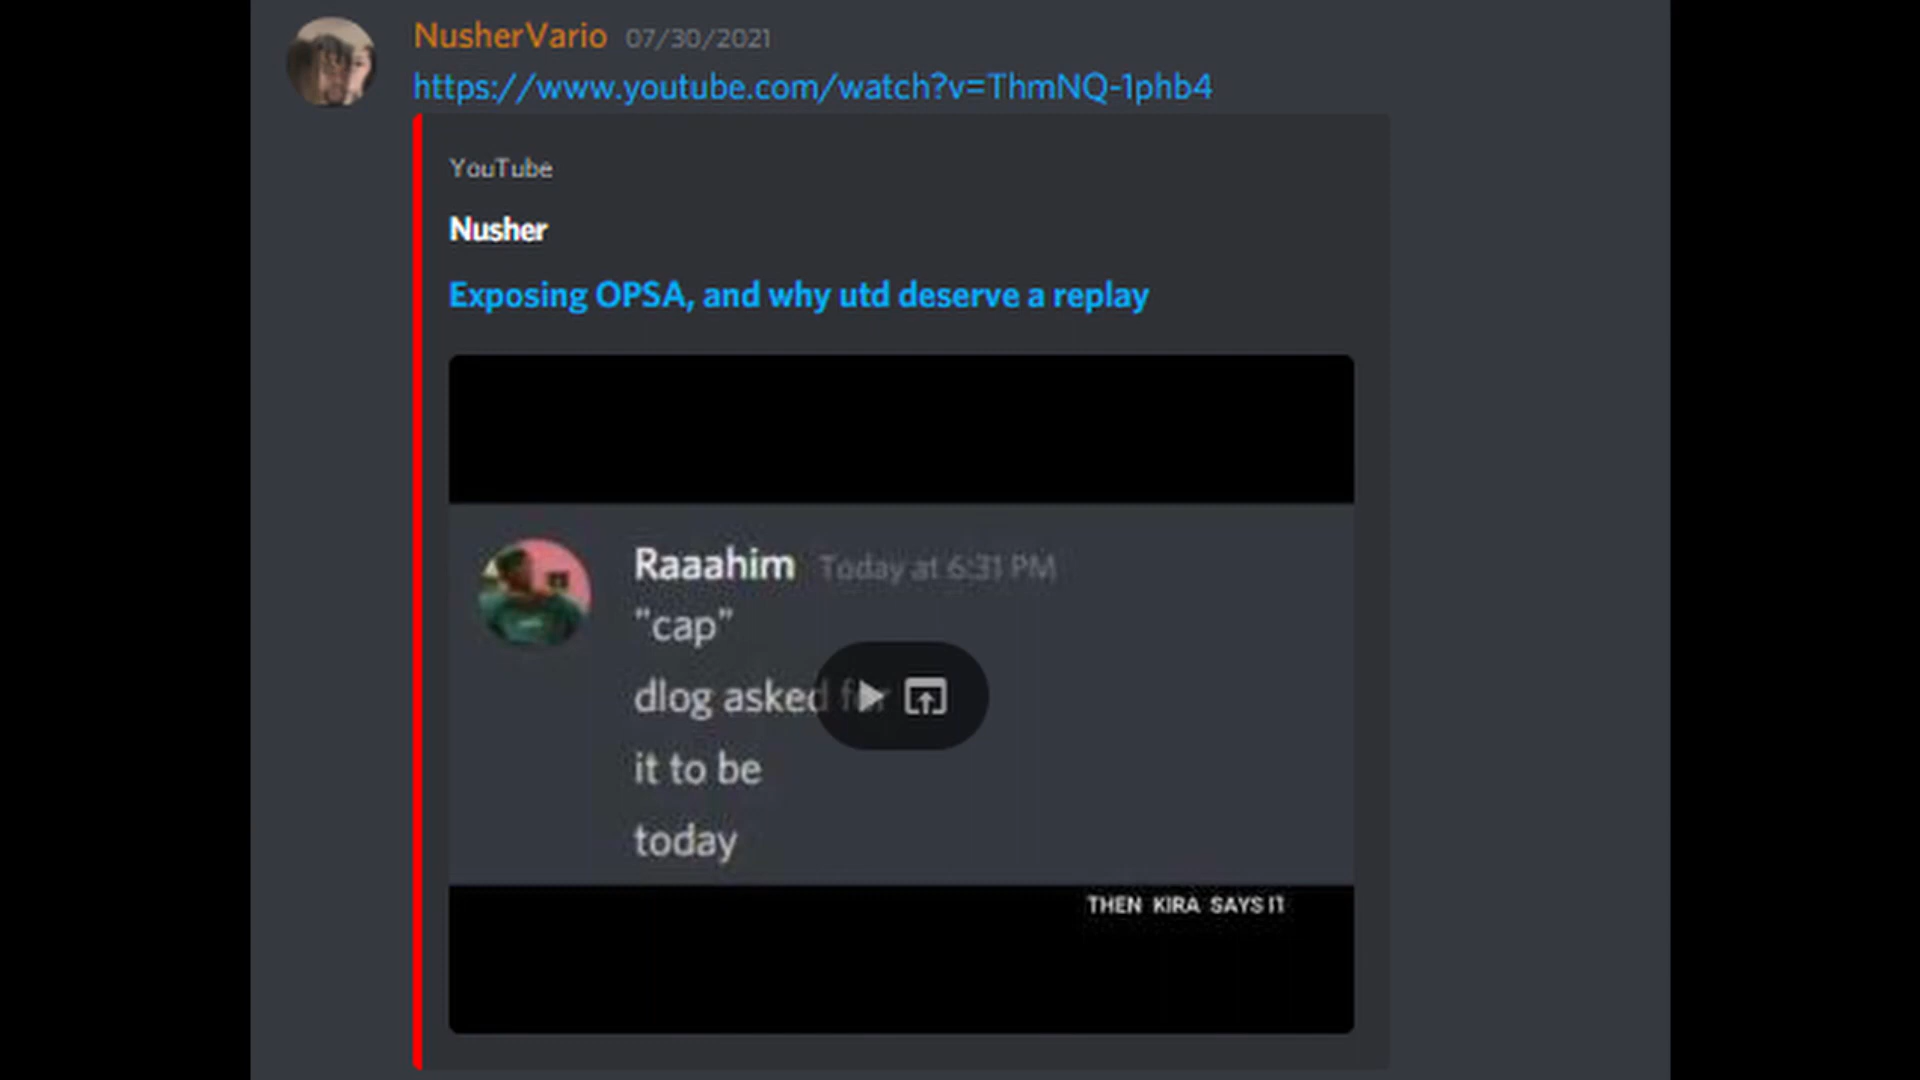 NusherVario 07/30/2021
https://www.youtube.com/watch?v=ThmNQ-1phb4
YouTube
Nusher
Exposing OPSA, and why utd deserve a replay
Raaahim Today at 6:31 PM
"cap"
dlog asked for
it to be
today
THEN KIRA SAYS IT